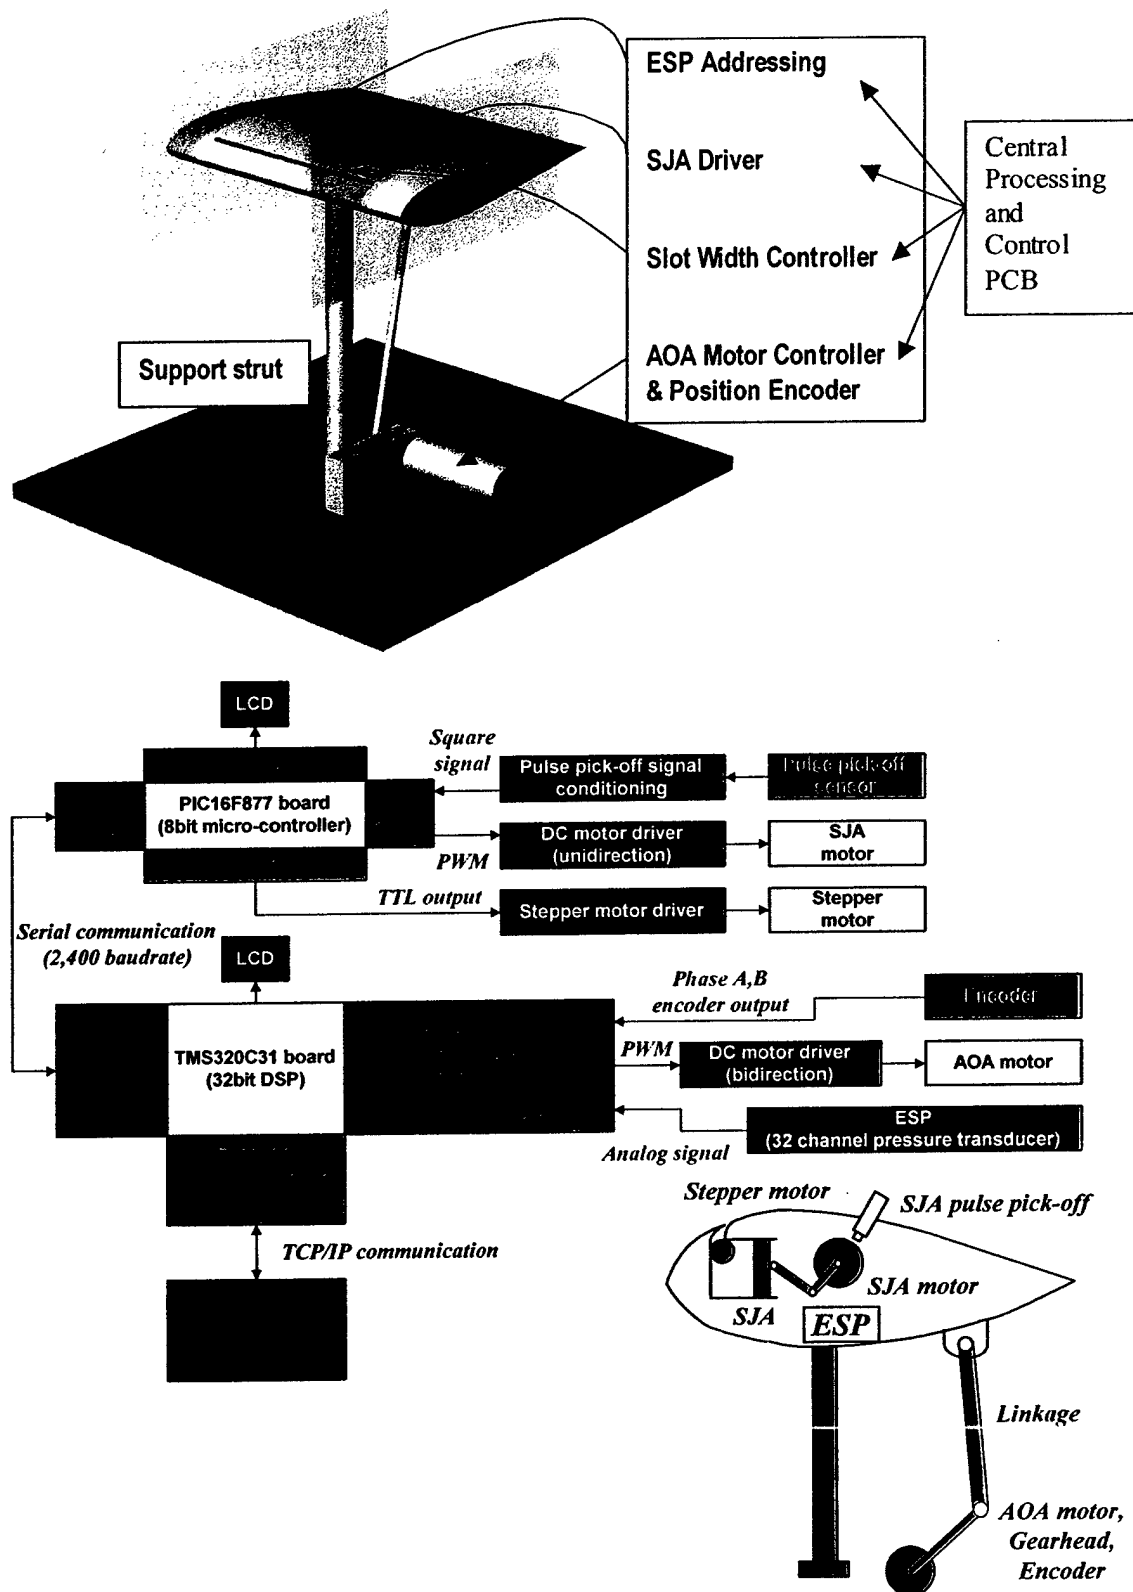 ESP Addressing
SJA Driver
Slot Width Controller
AOA Motor Controller
& Position Encoder
Central
Processing
and
Control
PCB
Support strut
LCD
Square
signal
Pulse pick-off signal
conditioning
Pulse pick-off
sensor
PIC16F877 board
(8bit micro-controller)
PWM
DC motor driver
(unidirection)
SJA
motor
TTL output
Stepper motor driver
Stepper
motor
Serial communication
(2,400 baudrate)
LCD
Phase A,B
encoder output
Encoder
TMS320C31 board
(32bit DSP)
PWM
DC motor driver
(bidirection)
AOA motor
Analog signal
ESP
(32 channel pressure transducer)
TCP/IP communication
Stepper motor
SJA pulse pick-off
SJA motor
SJA
ESP
Linkage
AOA motor,
Gearhead,
Encoder